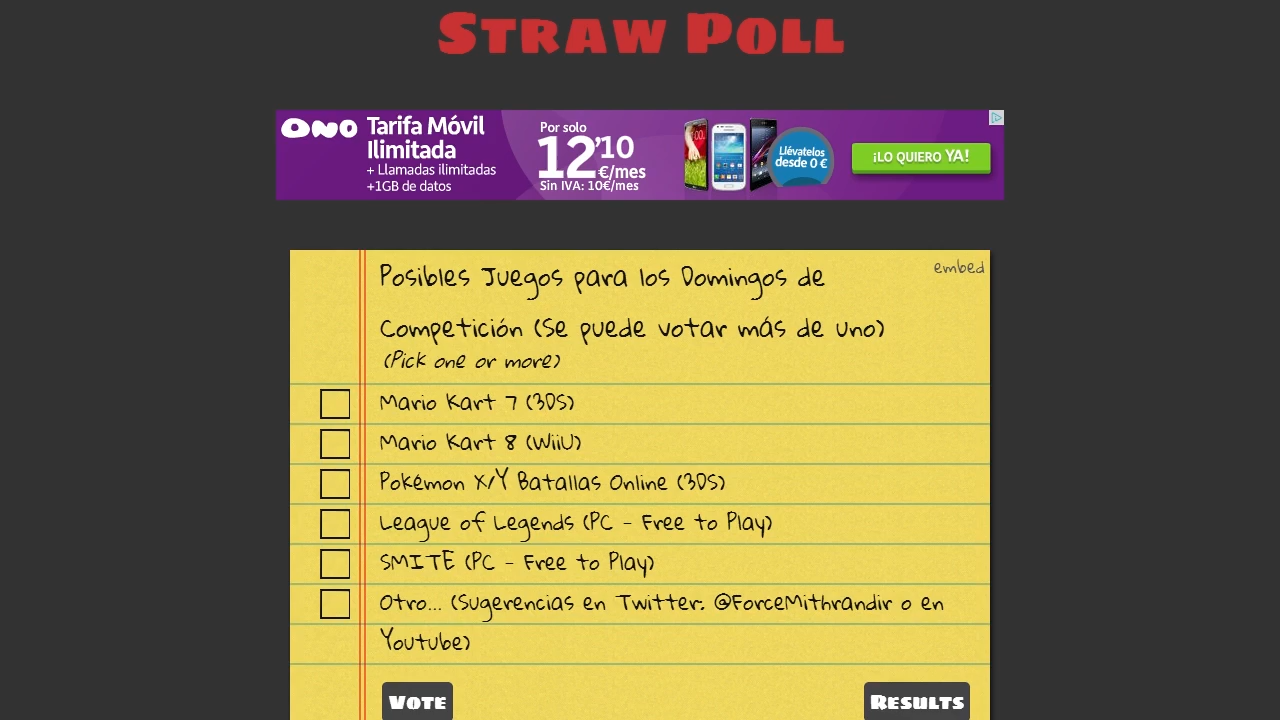 STRAW POLL
ONO Tarifa Móvil Ilimitada
+ Llamadas ilimitadas
+1GB de datos
Por solo
12'10 €/mes
Sin IVA: 10€/mes
Llévatelos desde 0 €
¡LO QUIERO YA!
embed
Posibles Juegos para los Domingos de
Competición (Se puede votar más de uno)
(Pick one or more)
Mario Kart 7 (3DS)
Mario Kart 8 (WiiU)
Pokémon X/Y Batallas Online (3DS)
League of Legends (PC - Free to Play)
SMITE (PC - Free to Play)
Otro... (Sugerencias en Twitter: @ForceMithrandir o en
Youtube)
VOTE
RESULTS